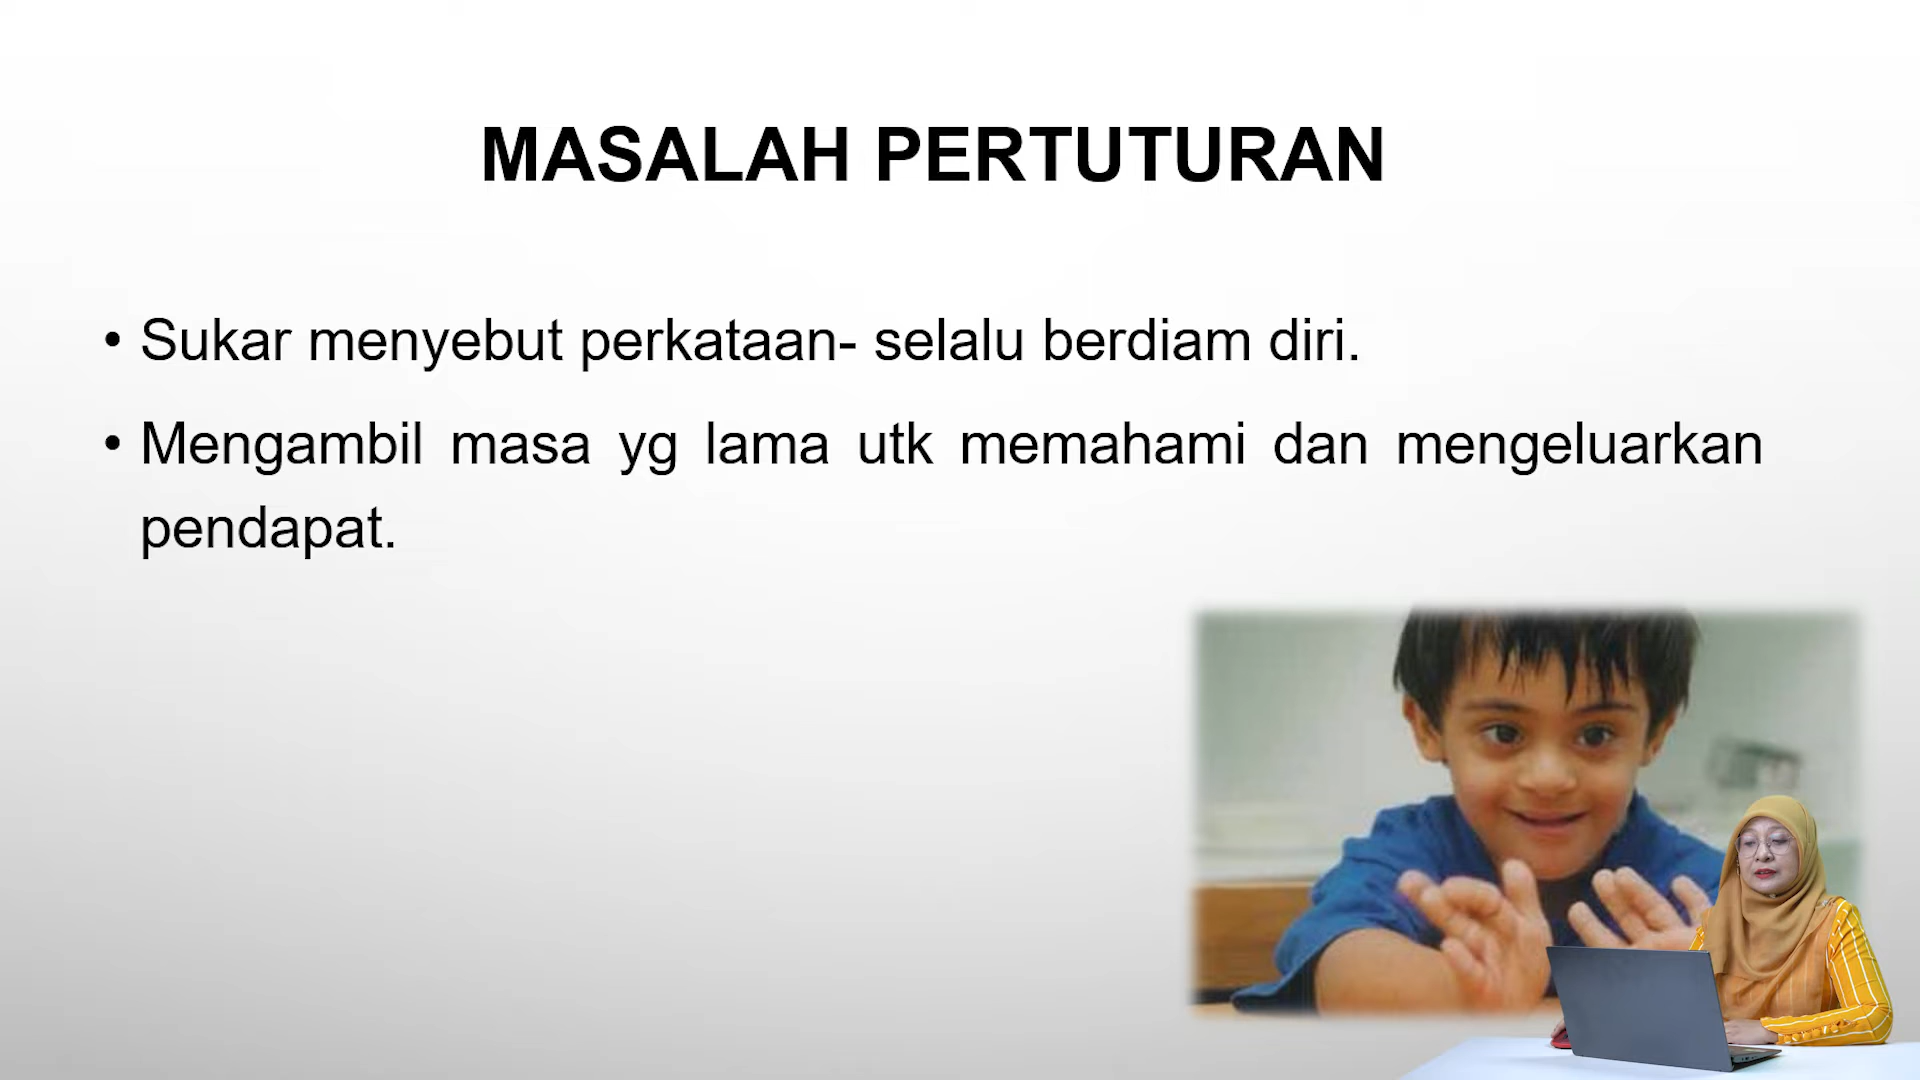 MASALAH PERTUTURAN
• Sukar menyebut perkataan- selalu berdiam diri.
• Mengambil masa yg lama utk memahami dan mengeluarkan
pendapat.